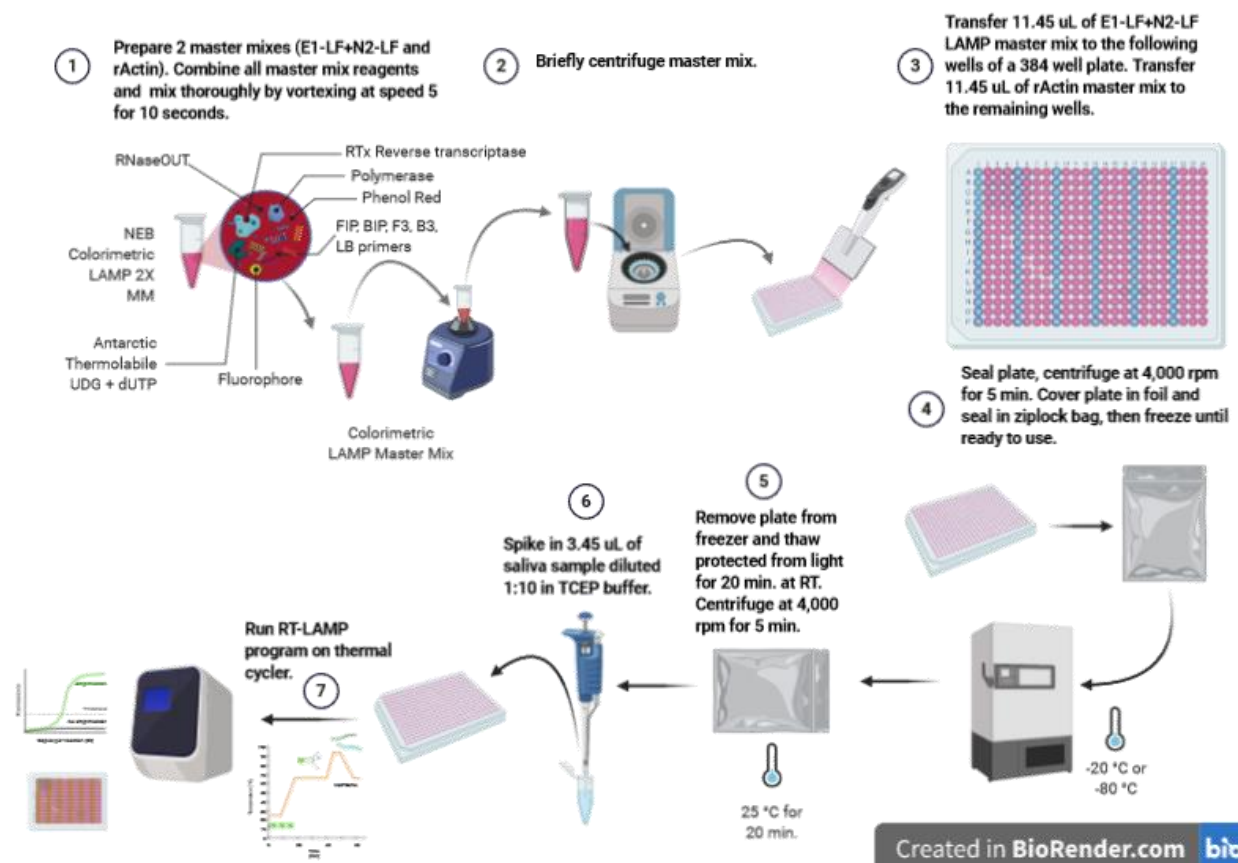 1
Prepare 2 master mixes (E1-LF+N2-LF and
rActin). Combine all master mix reagents
and mix thoroughly by vortexing at speed 5
for 10 seconds.
RNaseOUT
RTx Reverse transcriptase
Polymerase
Phenol Red
FIP, BIP, F3, B3,
LB primers
NEB
Colorimetric
LAMP 2X
MM
Antarctic
Thermolabile
UDG + dUTP
Fluorophore
Colorimetric
LAMP Master Mix
2
Briefly centrifuge master mix.
3
Transfer 11.45 uL of E1-LF+N2-LF
LAMP master mix to the following
wells of a 384 well plate. Transfer
11.45 uL of rActin master mix to
the remaining wells.
4
Seal plate, centrifuge at 4,000 rpm
for 5 min. Cover plate in foil and
seal in ziplock bag, then freeze until
ready to use.
-20 °C or
-80 °C
5
Remove plate from
freezer and thaw
protected from light
for 20 min. at RT.
Centrifuge at 4,000
rpm for 5 min.
25 °C for
20 min.
6
Spike in 3.45 uL of
saliva sample diluted
1:10 in TCEP buffer.
Run RT-LAMP
program on thermal
cycler.
7
Created in BioRender.com bio